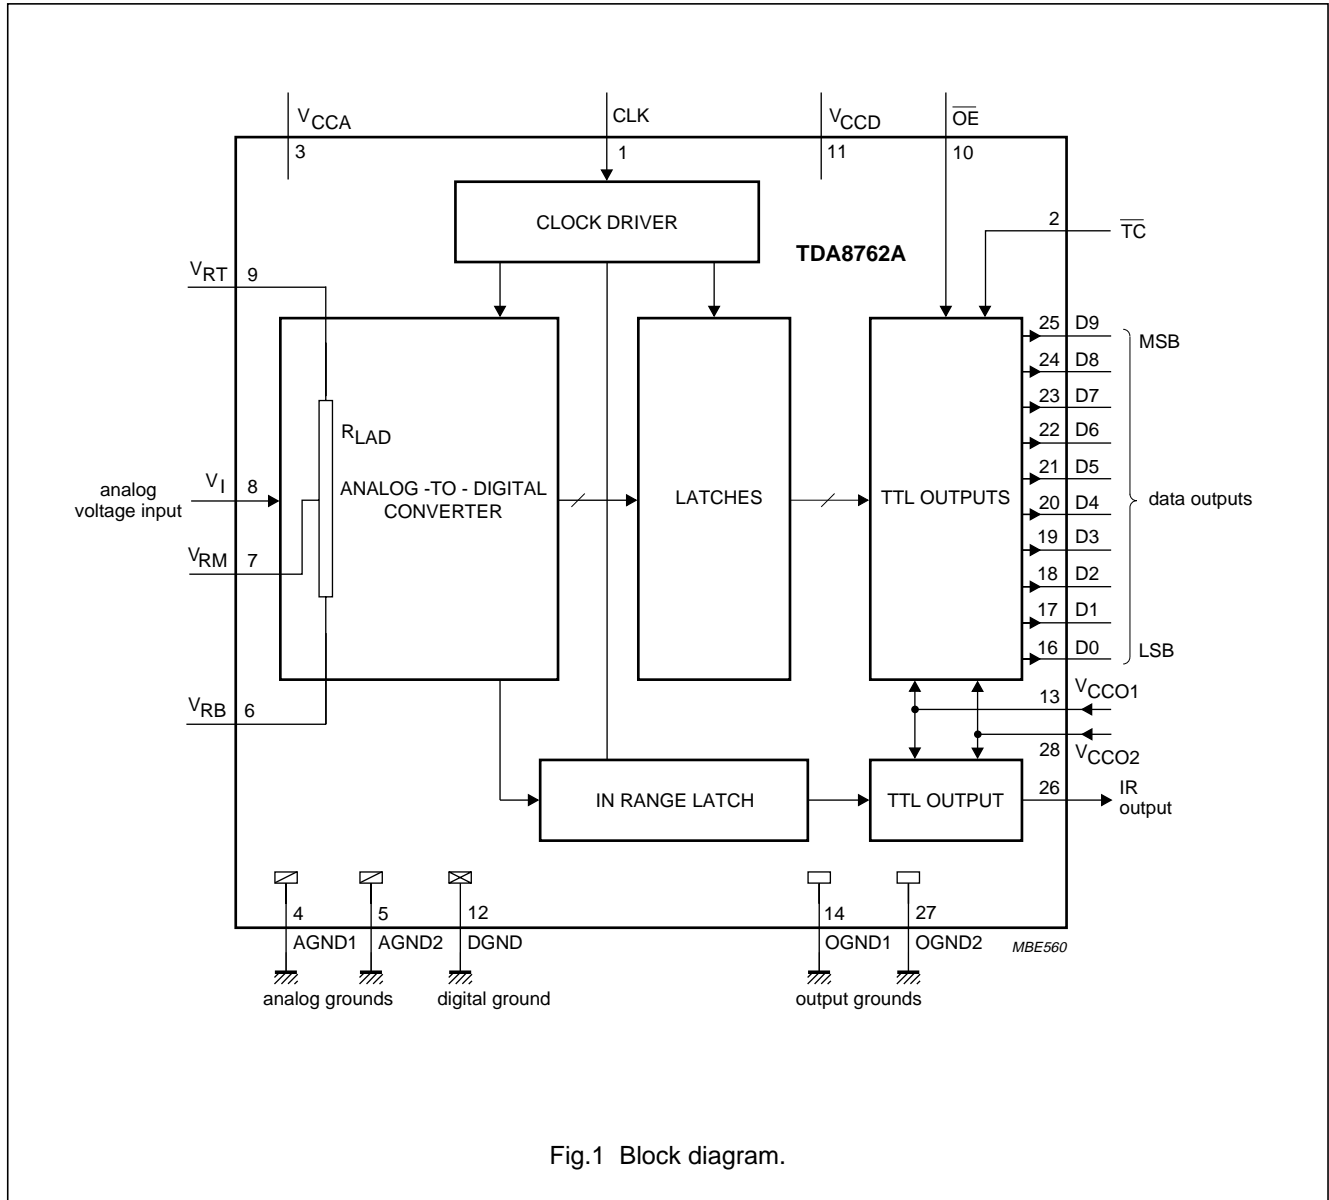 VCCA CLK VCCD OE
3 1 11 10
CLOCK DRIVER
TDA8762A
2 TC
VRT 9
25 D9 MSB
24 D8
23 D7
22 D6
21 D5
20 D4
19 D3
18 D2
17 D1
16 D0 LSB
data outputs
RLAD
analog
voltage input
VI 8
ANALOG -TO - DIGITAL
CONVERTER
LATCHES
TTL OUTPUTS
VRM 7
VRB 6
13 VCCO1
28 VCCO2
IN RANGE LATCH
TTL OUTPUT
26 IR
output
4 5 12 14 27
AGND1 AGND2 DGND OGND1 OGND2
MBE560
analog grounds digital ground output grounds
Fig.1 Block diagram.